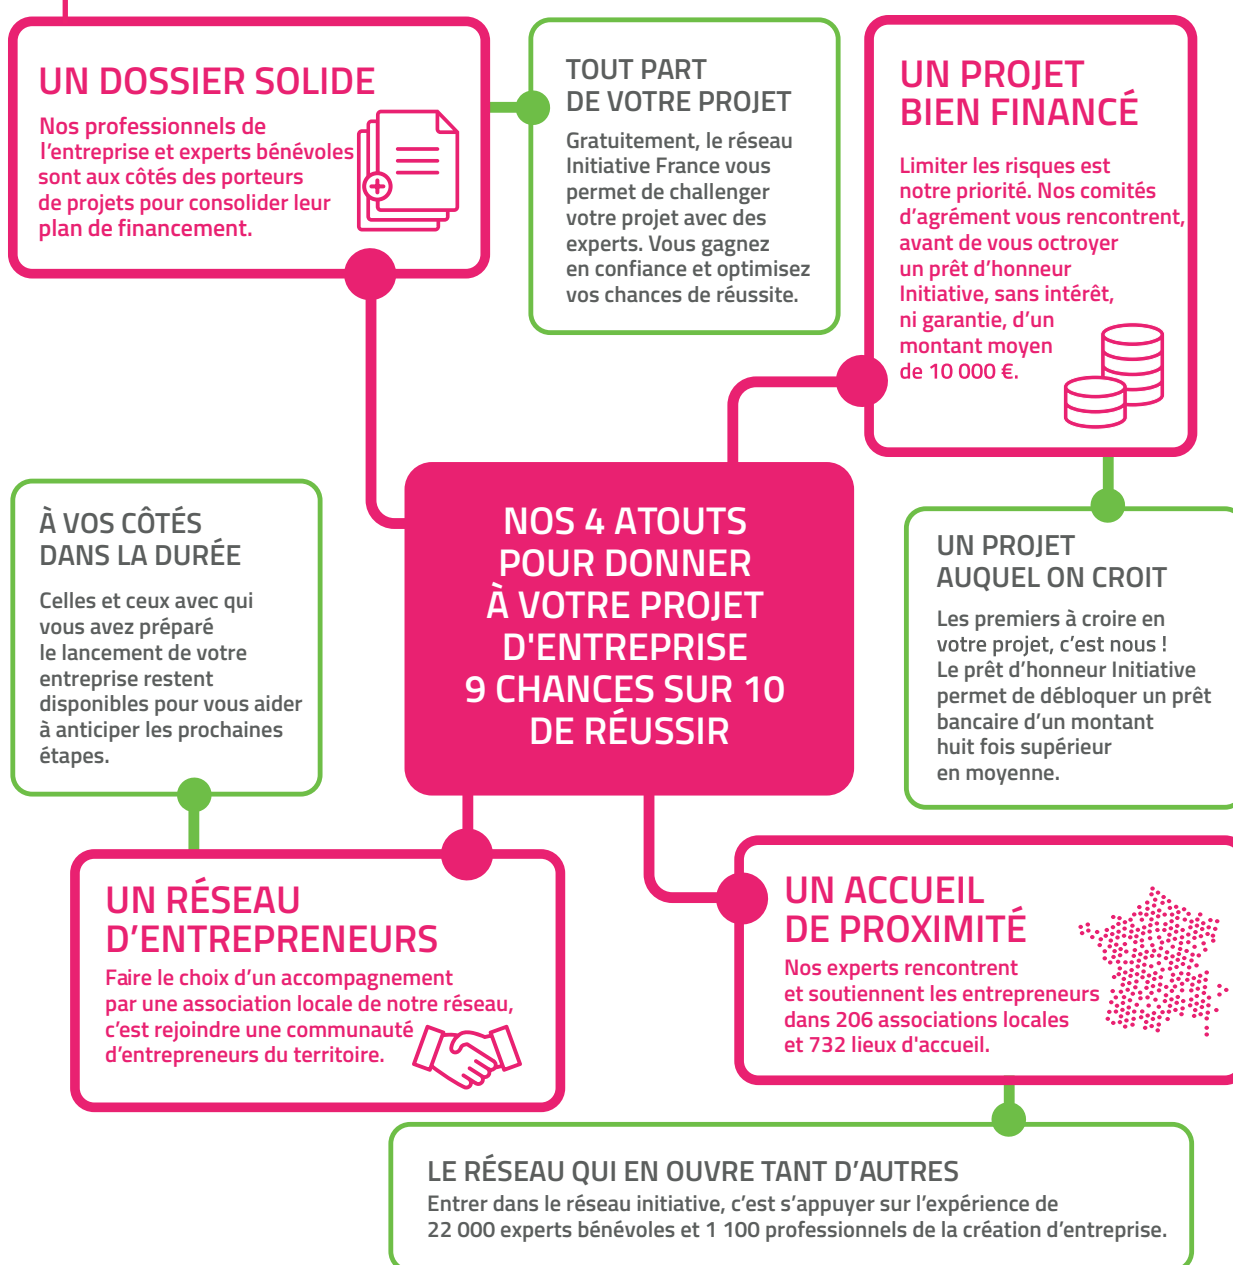 UN DOSSIER SOLIDE
Nos professionnels de
l’entreprise et experts bénévoles
sont aux côtés des porteurs
de projets pour consolider leur
plan de financement.
TOUT PART
DE VOTRE PROJET
Gratuitement, le réseau
Initiative France vous
permet de challenger
votre projet avec des
experts. Vous gagnez
en confiance et optimisez
vos chances de réussite.
UN PROJET
BIEN FINANCÉ
Limiter les risques est
notre priorité. Nos comités
d’agrément vous rencontrent,
avant de vous octroyer
un prêt d’honneur
Initiative, sans intérêt,
ni garantie, d’un
montant moyen
de 10 000 €.
À VOS CÔTÉS
DANS LA DURÉE
Celles et ceux avec qui
vous avez préparé
le lancement de votre
entreprise restent
disponibles pour vous aider
à anticiper les prochaines
étapes.
NOS 4 ATOUTS
POUR DONNER
À VOTRE PROJET
D'ENTREPRISE
9 CHANCES SUR 10
DE RÉUSSIR
UN PROJET
AUQUEL ON CROIT
Les premiers à croire en
votre projet, c’est nous !
Le prêt d’honneur Initiative
permet de débloquer un prêt
bancaire d’un montant
huit fois supérieur
en moyenne.
UN RÉSEAU
D’ENTREPRENEURS
Faire le choix d’un accompagnement
par une association locale de notre réseau,
c’est rejoindre une communauté
d’entrepreneurs du territoire.
UN ACCUEIL
DE PROXIMITÉ
Nos experts rencontrent
et soutiennent les entrepreneurs
dans 206 associations locales
et 732 lieux d'accueil.
LE RÉSEAU QUI EN OUVRE TANT D’AUTRES
Entrer dans le réseau initiative, c’est s’appuyer sur l’expérience de
22 000 experts bénévoles et 1 100 professionnels de la création d’entreprise.